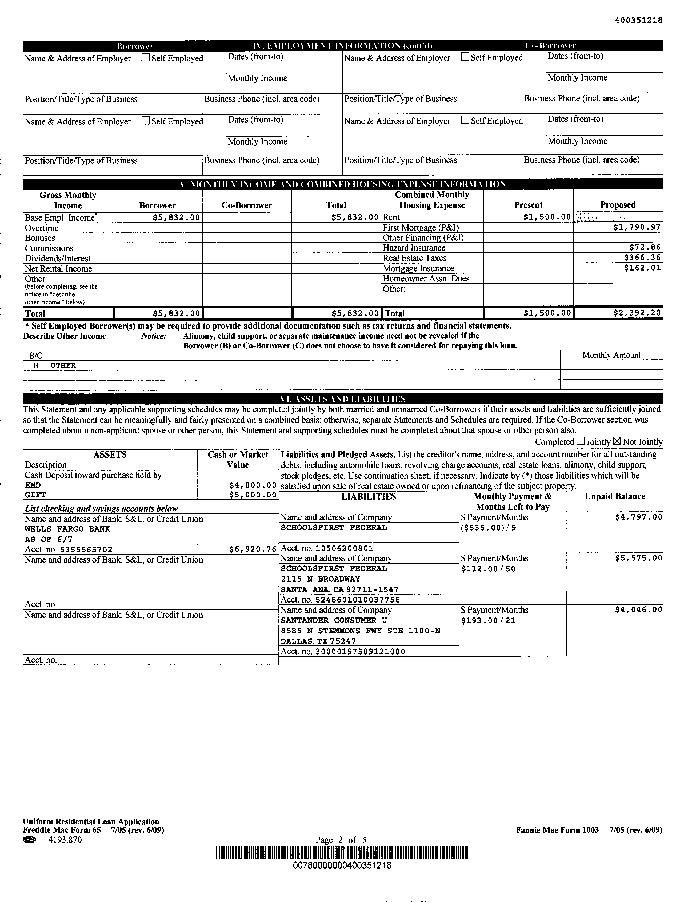 400351218
Borrower IV. EMPLOYMENT INFORMATION (cont'd) Co-Borrower
Name & Address of Employer Self Employed Dates (from-to) Name & Address of Employer Self Employed Dates (from-to)
Monthly Income Monthly Income
Position/Title/Type of Business Business Phone (incl. area code) Position/Title/Type of Business Business Phone (incl. area code)
Name & Address of Employer Self Employed Dates (from-to) Name & Address of Employer Self Employed Dates (from-to)
Monthly Income Monthly Income
Position/Title/Type of Business Business Phone (incl. area code) Position/Title/Type of Business Business Phone (incl. area code)
V. MONTHLY INCOME AND COMBINED HOUSING EXPENSE INFORMATION
Gross Monthly Income Borrower Co-Borrower Total Combined Monthly Housing Expense Present Proposed
Base Empl. Income* $5,832.00 $5,832.00 Rent $1,500.00
Overtime First Mortgage (P&I) $1,790.97
Bonuses Other Financing (P&I)
Commissions Hazard Insurance $72.86
Dividends/Interest Real Estate Taxes $366.36
Net Rental Income Mortgage Insurance $162.01
Other Homeowner Assn. Dues
(before completing, see the notice in "describe other income" below) Other:
Total $5,832.00 $5,832.00 Total $1,500.00 $2,392.20
* Self Employed Borrower(s) may be required to provide additional documentation such as tax returns and financial statements.
Describe Other Income Notice: Alimony, child support, or separate maintenance income need not be revealed if the
Borrower (B) or Co-Borrower (C) does not choose to have it considered for repaying this loan.
B/C Monthly Amount
OTHER
VI. ASSETS AND LIABILITIES
This Statement and any applicable supporting schedules may be completed jointly by both married and unmarried Co-Borrowers if their assets and liabilities are sufficiently joined
so that the Statement can be meaningfully and fairly presented on a combined basis; otherwise, separate Statements and Schedules are required. If the Co-Borrower section was
completed about a non-applicant spouse or other person, this Statement and supporting schedules must be completed about that spouse or other person also.
Completed Jointly Not Jointly
ASSETS Cash or Market Value Liabilities and Pledged Assets. List the creditor's name, address, and account number for all outstanding
Description debts, including automobile loans, revolving charge accounts, real estate loans, alimony, child support,
Cash Deposit toward purchase held by stock pledges, etc. Use continuation sheet, if necessary. Indicate by (*) those liabilities which will be
EMD $4,000.00 satisfied upon sale of real estate owned or upon refinancing of the subject property.
GIFT $5,000.00 LIABILITIES Monthly Payment & Months Left to Pay Unpaid Balance
List checking and savings accounts below
Name and address of Bank, S&L, or Credit Union Name and address of Company $ Payment/Months $4,797.00
WELLS FARGO BANK SCHOOLSFIRST FEDERAL
AS OF 6/7
Acct. no. $6,920.76 Acct. no.
Name and address of Bank, S&L, or Credit Union Name and address of Company $ Payment/Months $5,575.00
SCHOOLSFIRST FEDERAL $112.00/50
2115 N BROADWAY
SANTA ANA, CA 92711-1547
Acct. no. Acct. no.
Name and address of Bank, S&L, or Credit Union Name and address of Company $ Payment/Months $4,046.00
SANTANDER CONSUMER U $193.00/21
8585 N STEMMONS FWY STE 1100-N
DALLAS, TX 75247
Acct. no. Acct. no.
Uniform Residential Loan Application
Freddie Mac Form 65 7/05 (rev. 6/09) Fannie Mae Form 1003 7/05 (rev. 6/09)
Page 2 of 5
00780000000400351218